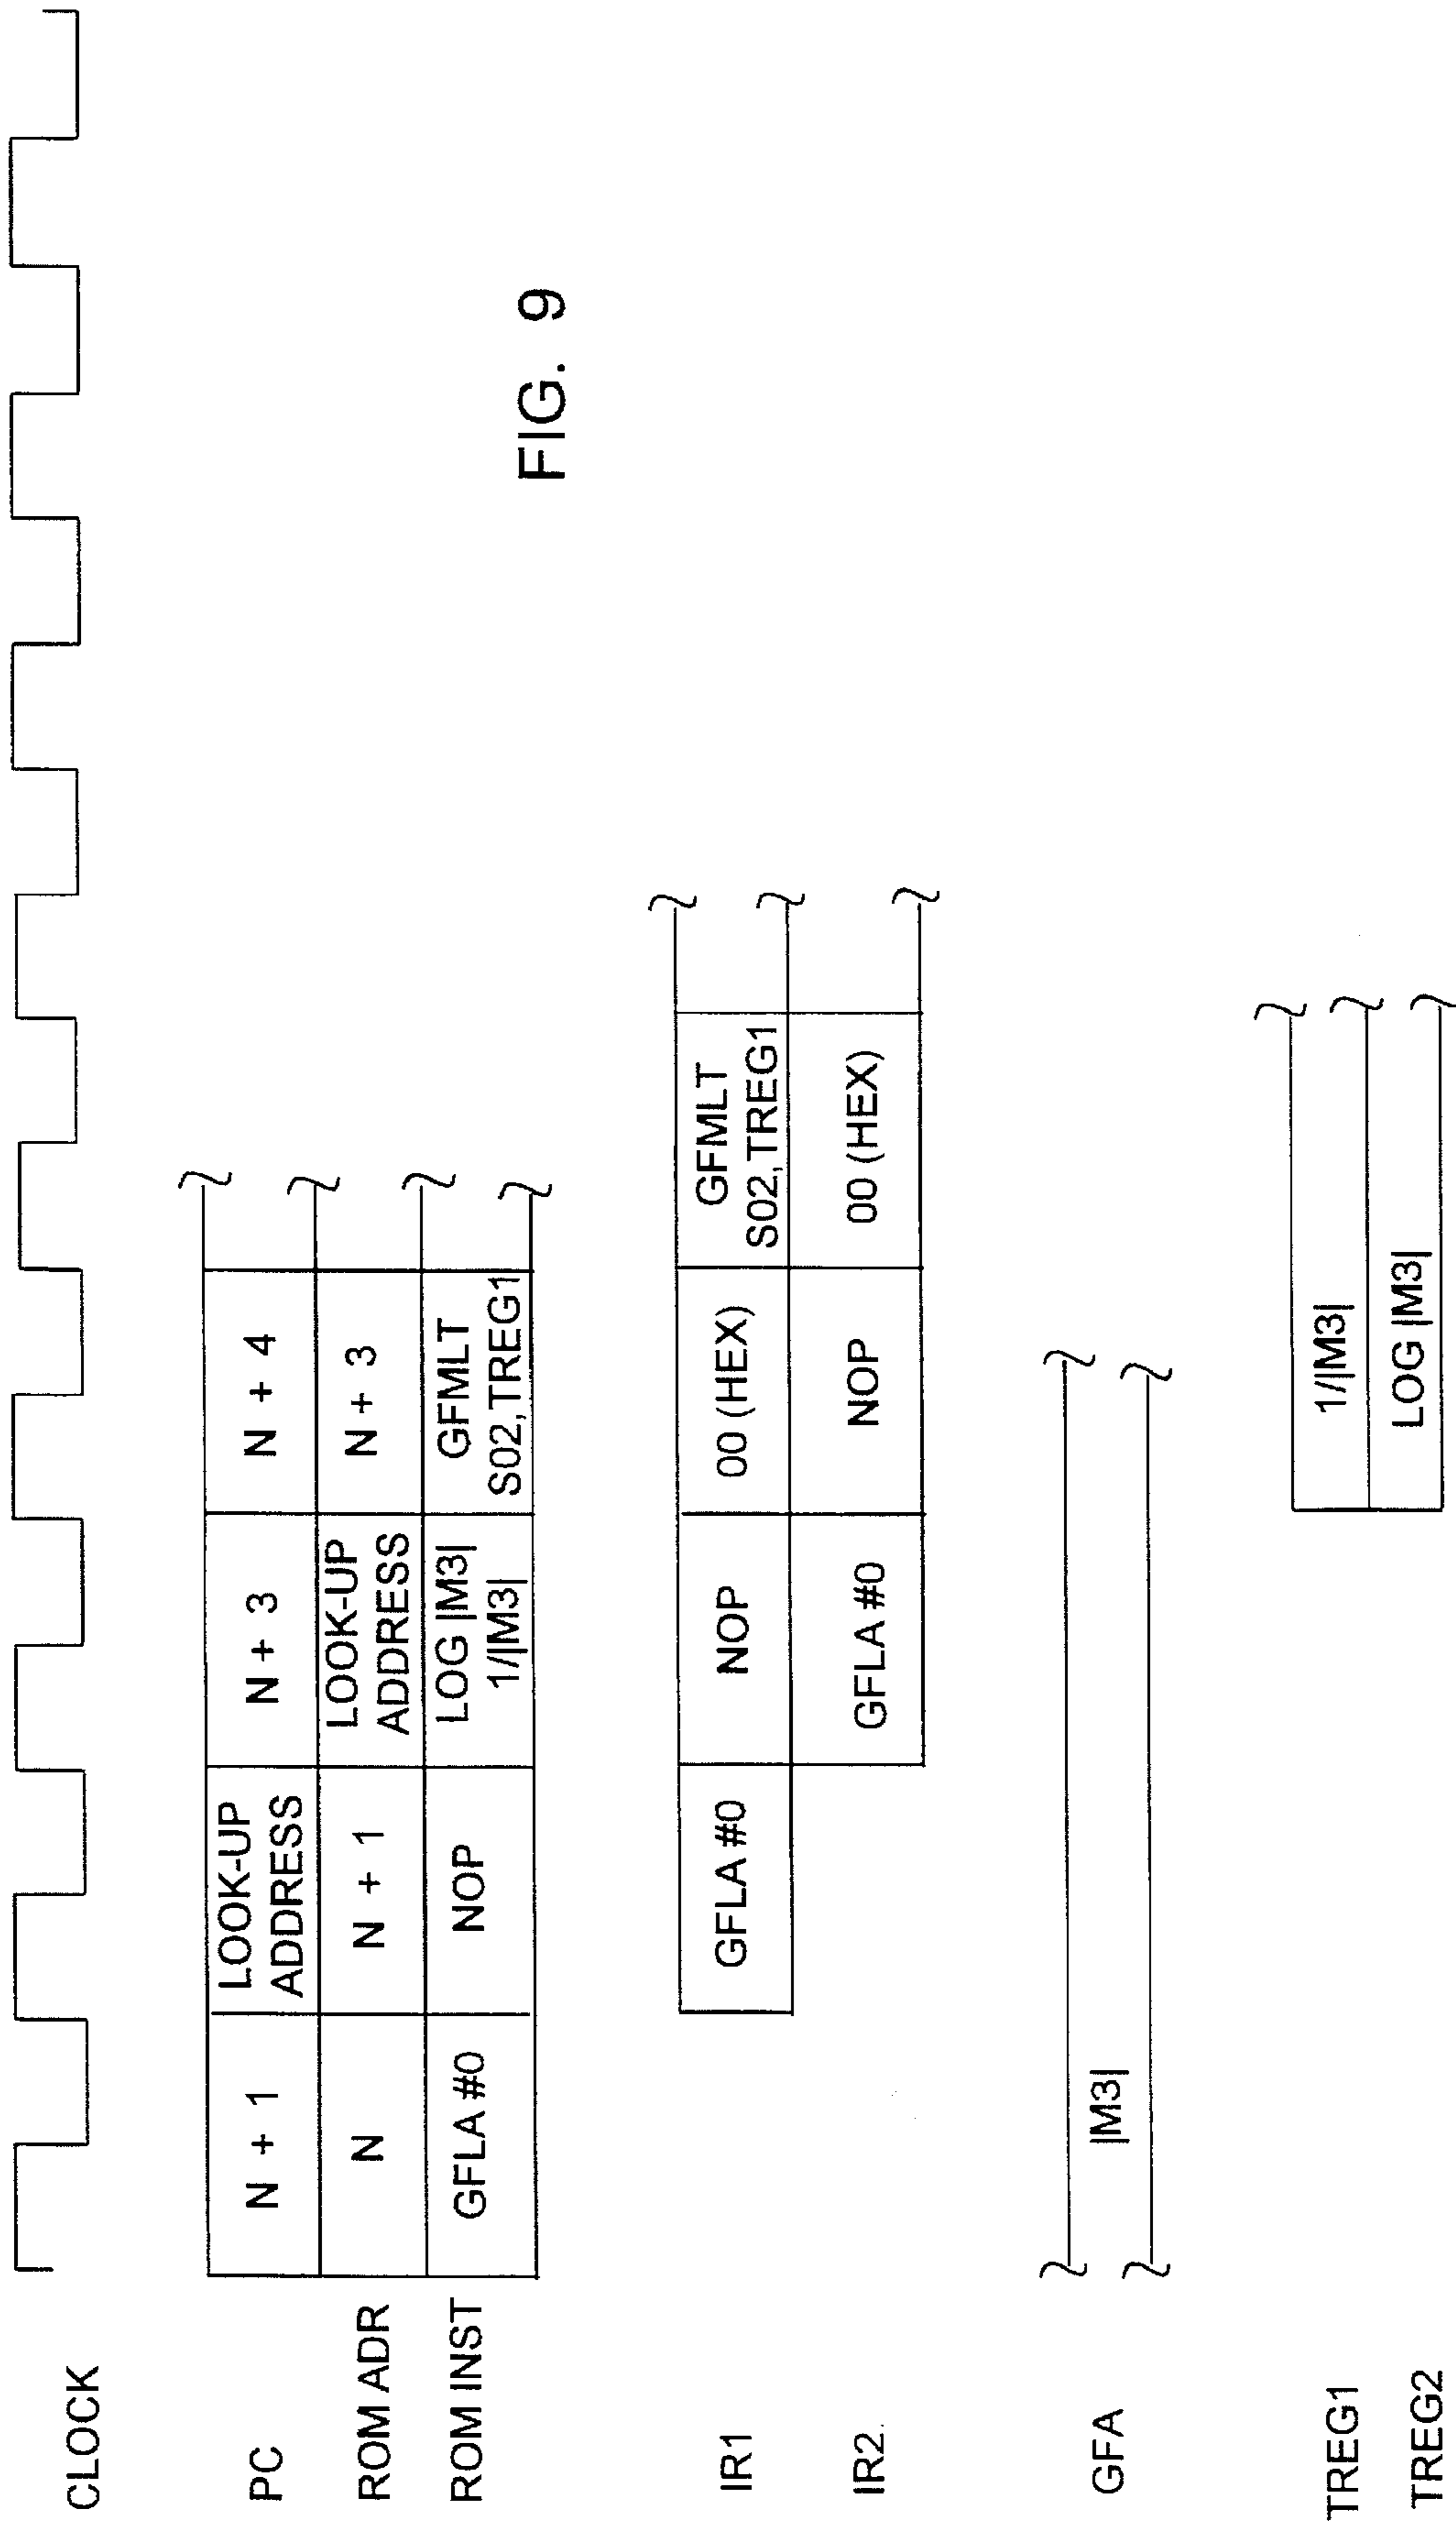 CLOCK
PC
N + 1
LOOK-UP
ADDRESS
N + 3
N + 4
ROM ADR
N
N + 1
LOOK-UP
ADDRESS
N + 3
ROM INST
GFLA #0
NOP
LOG |M3|
1/|M3|
GFMLT
S02,TREG1
FIG. 9
IR1
GFLA #0
NOP
00 (HEX)
GFMLT
S02,TREG1
IR2
GFLA #0
NOP
00 (HEX)
GFA
|M3|
TREG1
1/|M3|
TREG2
LOG |M3|